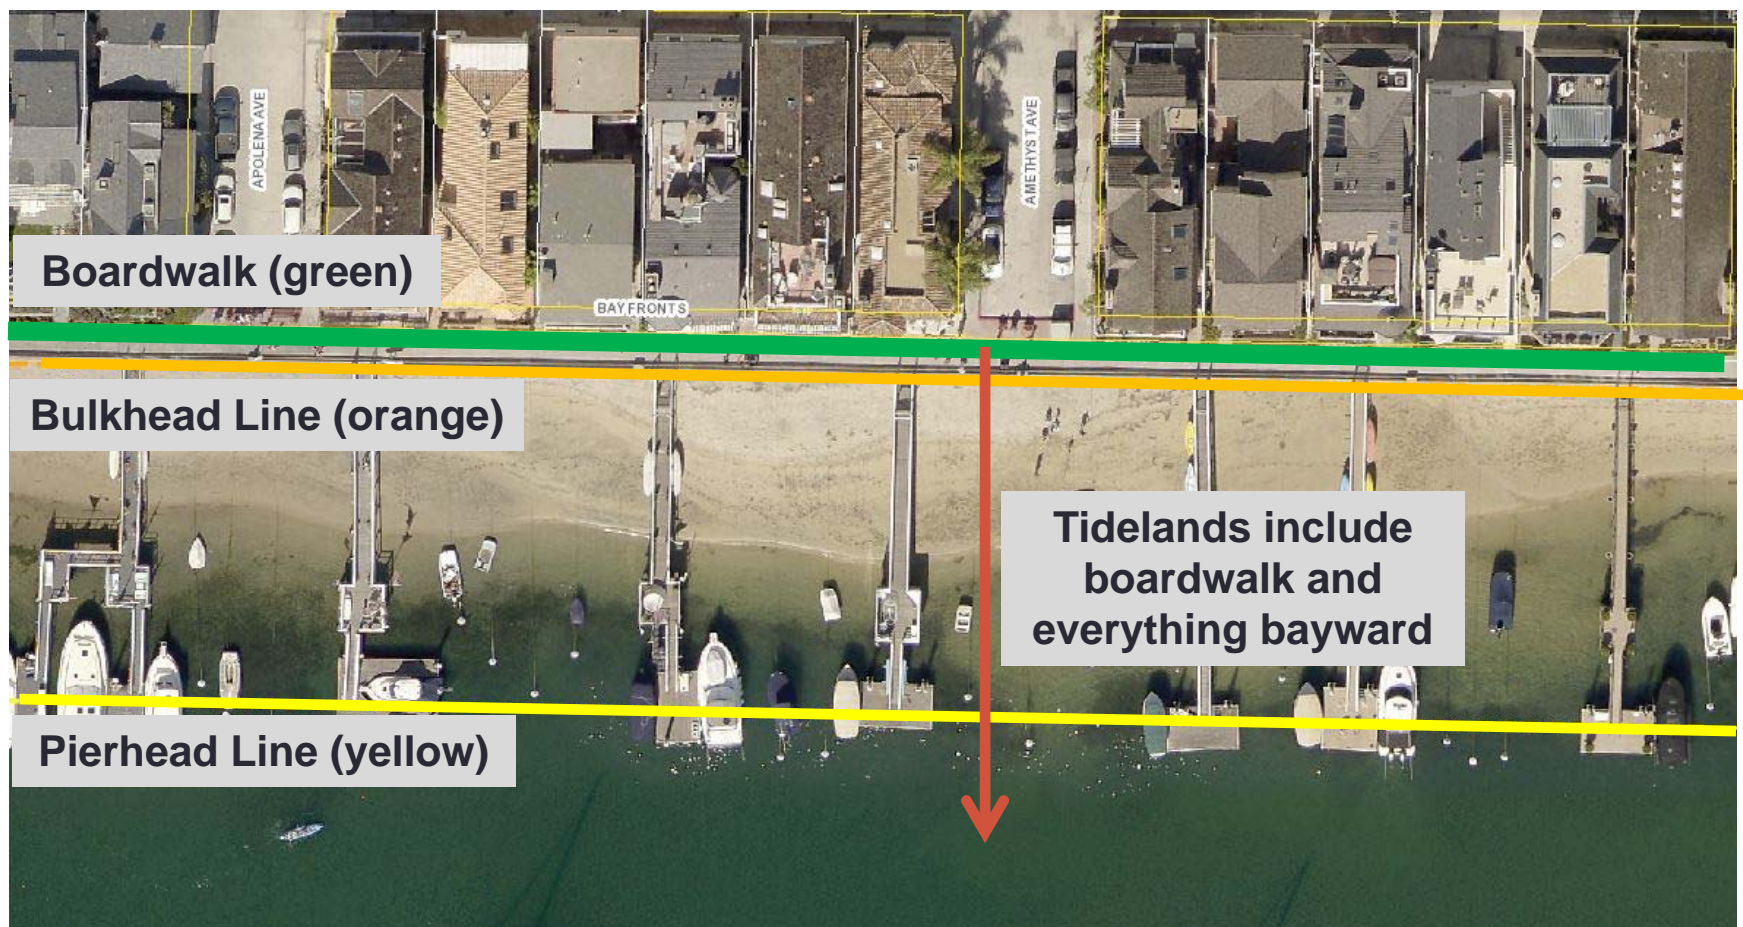 APOLENA AVE
AMETHYST AVE
Boardwalk (green)
BAY FRONT S
Bulkhead Line (orange)
Tidelands include
boardwalk and
everything bayward
Pierhead Line (yellow)